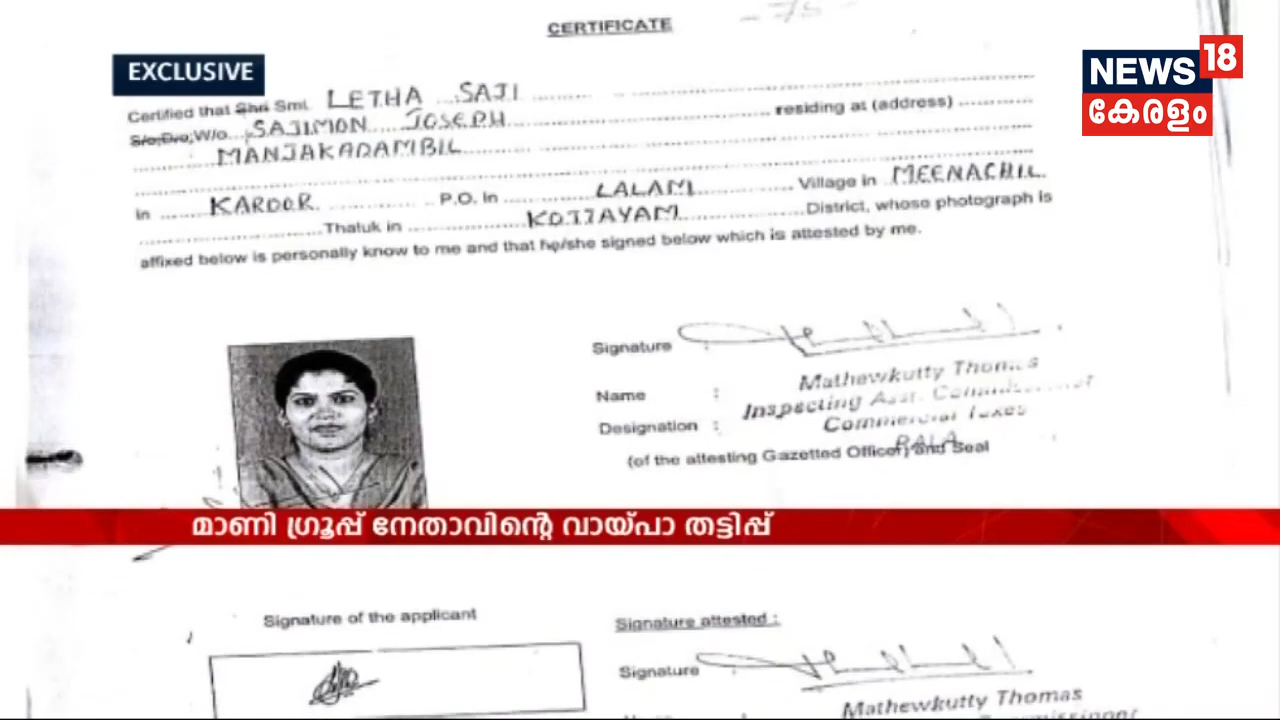 CERTIFICATE
EXCLUSIVE
NEWS 18
കേരളം
Certified that Shri Smt. LETHA SAJI
S/o,D/o,W/o SAJIMON JOSEPH residing at (address)
MANJAKADAMBIL
in KAROOR P.O. in LALAM Village in MEENACHIL
Thaluk in KOTTAYAM District, whose photograph is
affixed below is personally know to me and that he/she signed below which is attested by me.
Signature :
Name : Mathewkutty Thomas
Designation : Inspecting Asst. Commissioner
Commercial Taxes
PALA
(of the attesting Gazetted Officer) and Seal
മാണി ഗ്രൂപ്പ് നേതാവിന്റെ വായ്പാ തട്ടിപ്പ്
Signature of the applicant
Signature attested :
Signature
Mathewkutty Thomas